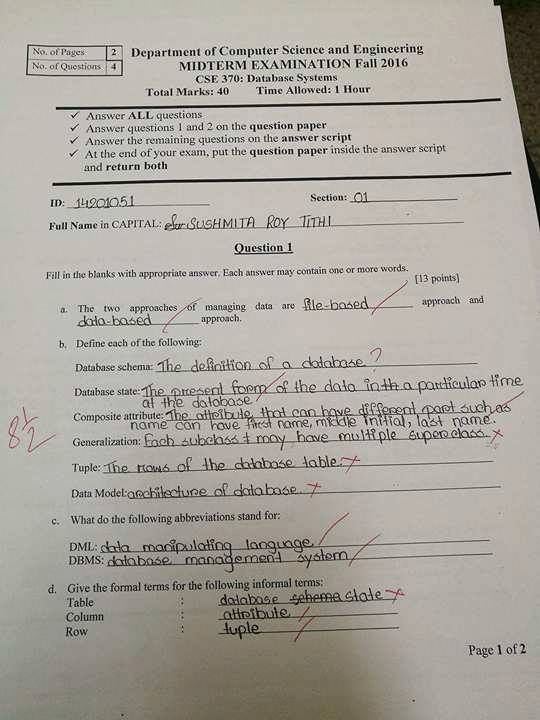 No. of Pages 2
No. of Questions 4
Department of Computer Science and Engineering
MIDTERM EXAMINATION Fall 2016
CSE 370: Database Systems
Total Marks: 40 Time Allowed: 1 Hour
✓ Answer ALL questions
✓ Answer questions 1 and 2 on the question paper
✓ Answer the remaining questions on the answer script
✓ At the end of your exam, put the question paper inside the answer script
and return both
ID: 14201051 Section: 01
Full Name in CAPITAL: SUSHMITA ROY TITHI
Question 1
Fill in the blanks with appropriate answer. Each answer may contain one or more words.
[13 points]
a. The two approaches of managing data are file-based approach and
data-based approach.
b. Define each of the following:
Database schema: The definition of a database ?
Database state: The present form of the data in a particular time
at the database
Composite attribute: The attribute that can have different part such as
name can have first name, middle initial, last name.
8 1/2
Generalization: Each subclass may have multiple superclass.
Tuple: The rows of the database table.
Data Model: architecture of database.
c. What do the following abbreviations stand for:
DML: data manipulating language
DBMS: database management system
d. Give the formal terms for the following informal terms:
Table : database schema state
Column : attribute
Row : tuple
Page 1 of 2